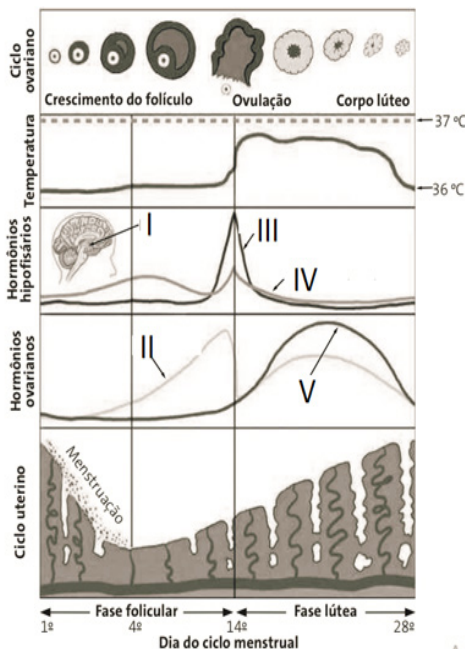 Ciclo
ovariano
Crescimento do folículo
Ovulação
Corpo lúteo
Temperatura
37 ºC
36 ºC
Hormônios
hipofisários
I
III
IV
Hormônios
ovarianos
II
V
Ciclo uterino
Menstruação
Fase folicular
Fase lútea
1º
4º
14º
28º
Dia do ciclo menstrual